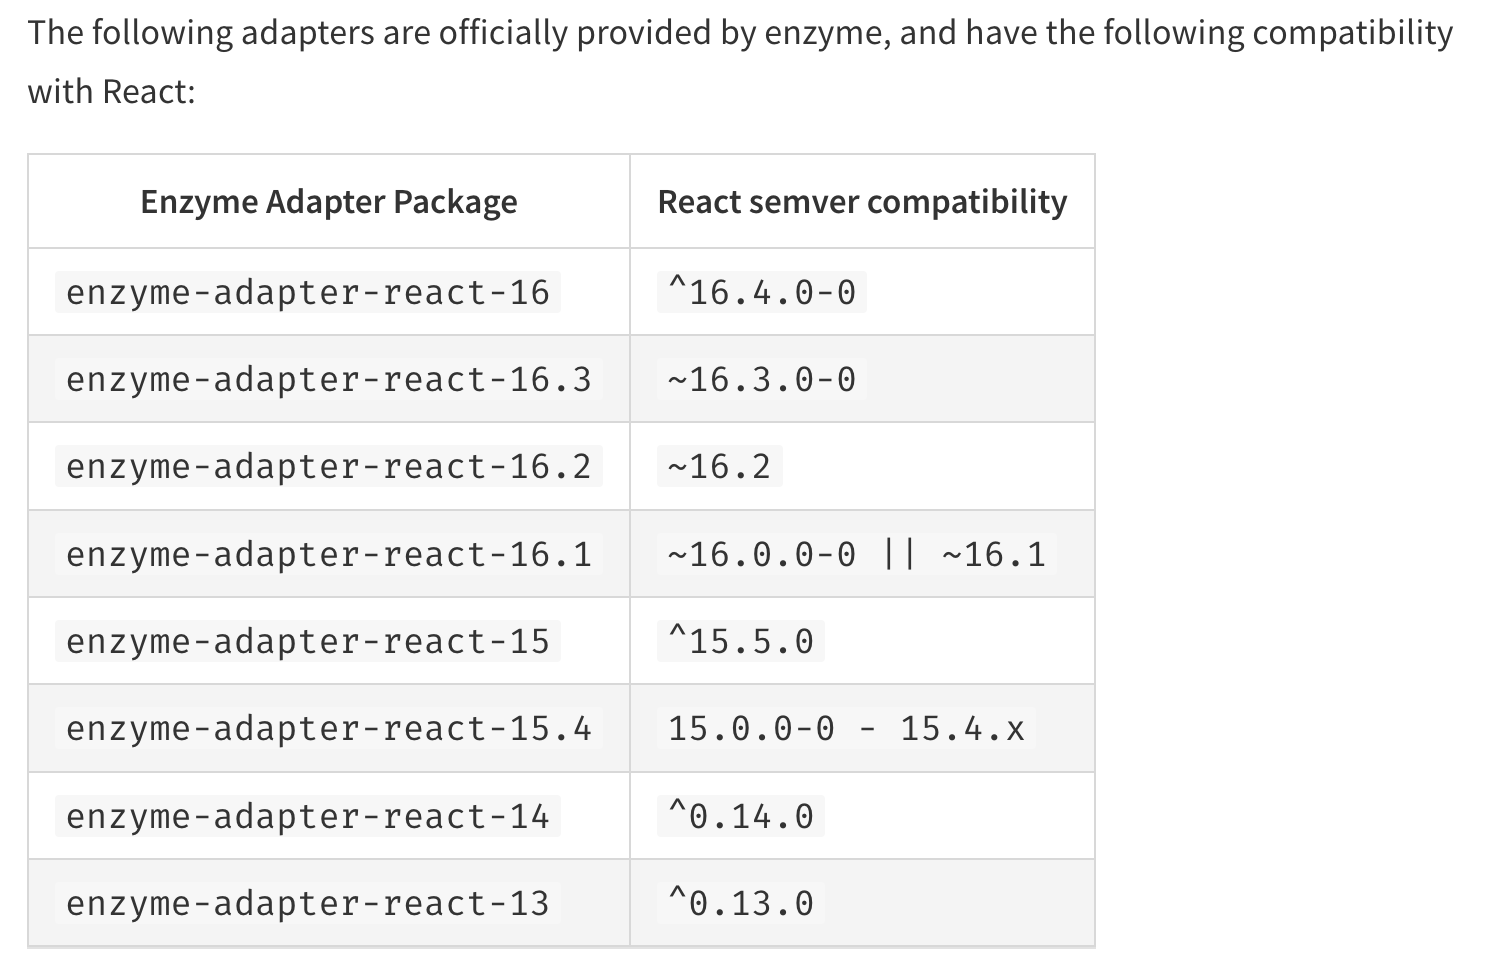 The following adapters are officially provided by enzyme, and have the following compatibility
with React:
Enzyme Adapter Package React semver compatibility
enzyme-adapter-react-16 ^16.4.0-0
enzyme-adapter-react-16.3 ~16.3.0-0
enzyme-adapter-react-16.2 ~16.2
enzyme-adapter-react-16.1 ~16.0.0-0 || ~16.1
enzyme-adapter-react-15 ^15.5.0
enzyme-adapter-react-15.4 15.0.0-0 - 15.4.x
enzyme-adapter-react-14 ^0.14.0
enzyme-adapter-react-13 ^0.13.0